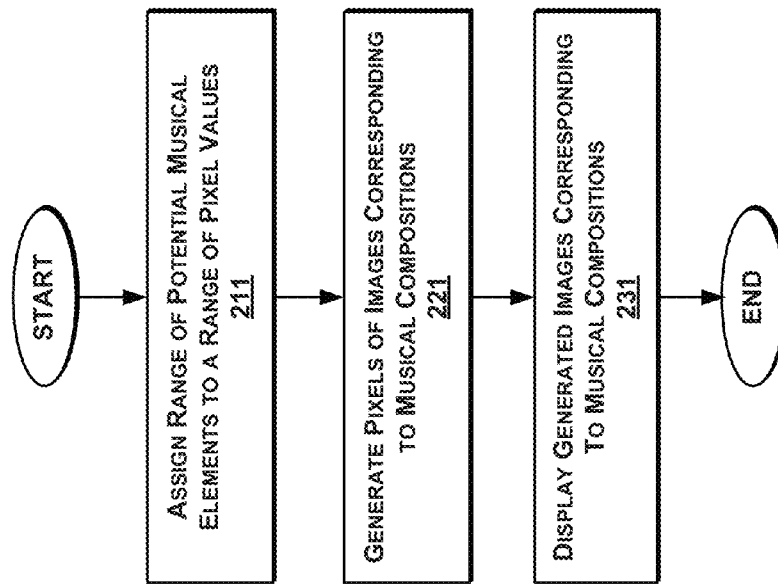 START
ASSIGN RANGE OF POTENTIAL MUSICAL
ELEMENTS TO A RANGE OF PIXEL VALUES
211
GENERATE PIXELS OF IMAGES CORRESPONDING
TO MUSICAL COMPOSITIONS
221
DISPLAY GENERATED IMAGES CORRESPONDING
TO MUSICAL COMPOSITIONS
231
END